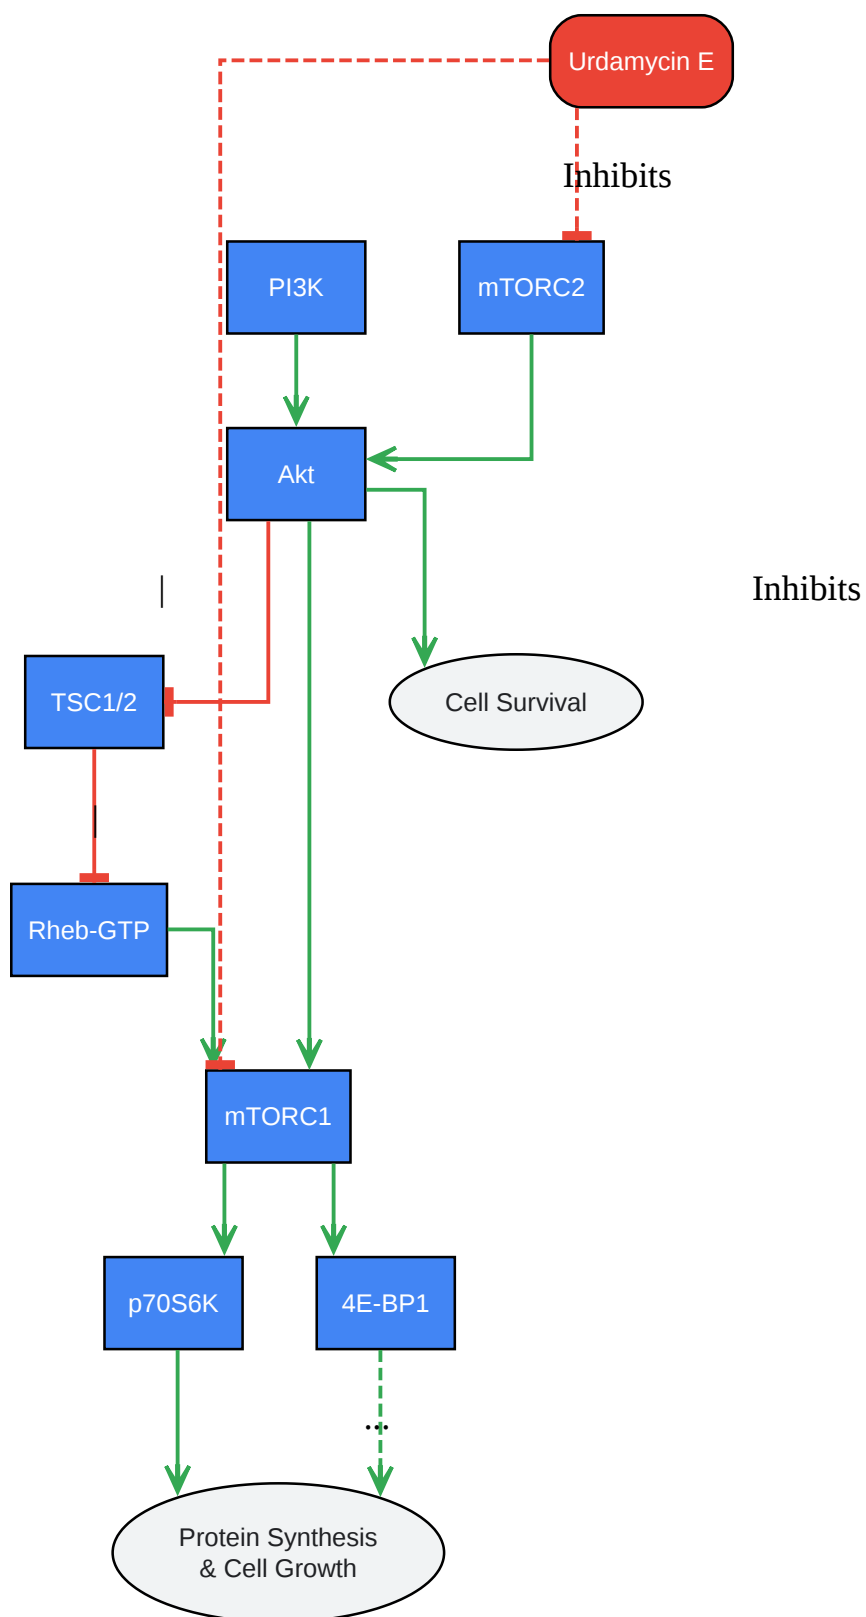 Urdamycin E
Inhibits
PI3K
mTORC2
Akt
|
Inhibits
TSC1/2
Cell Survival
|
Rheb-GTP
mTORC1
p70S6K
4E-BP1
...
Protein Synthesis
& Cell Growth